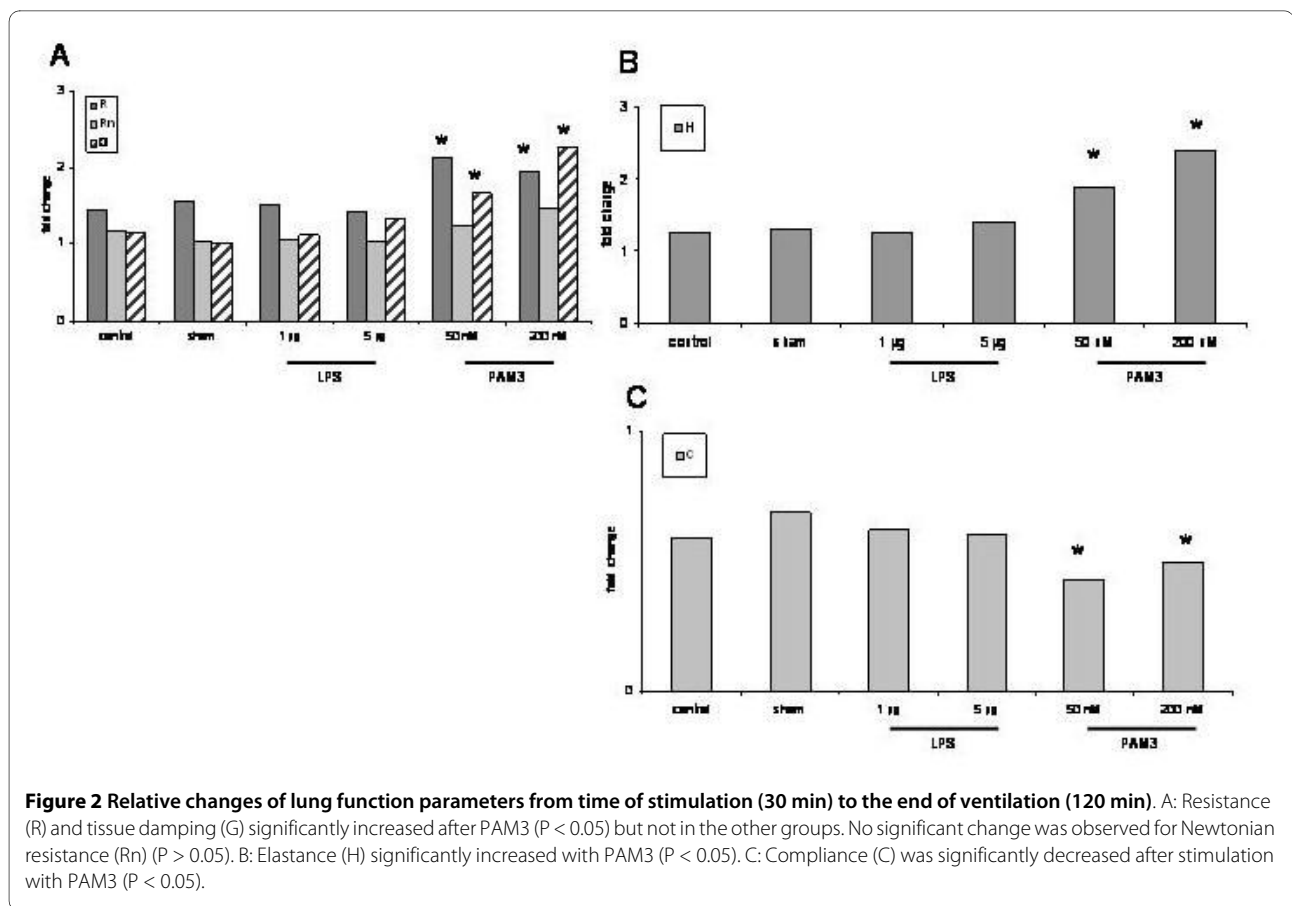 A
3
R
Rn
G
2
fold change
1
0
control sham 1 µg 5 µg 50 nM 200 nM
LPS PAM3
* * * *
B
3
H
* *
2
fold change
1
0
control sham 1 µg 5 µg 50 nM 200 nM
LPS PAM3
C
1
C
fold change
* *
0
control sham 1 µg 5 µg 50 nM 200 nM
LPS PAM3
Figure 2 Relative changes of lung function parameters from time of stimulation (30 min) to the end of ventilation (120 min). A: Resistance
(R) and tissue damping (G) significantly increased after PAM3 (P < 0.05) but not in the other groups. No significant change was observed for Newtonian
resistance (Rn) (P > 0.05). B: Elastance (H) significantly increased with PAM3 (P < 0.05). C: Compliance (C) was significantly decreased after stimulation
with PAM3 (P < 0.05).